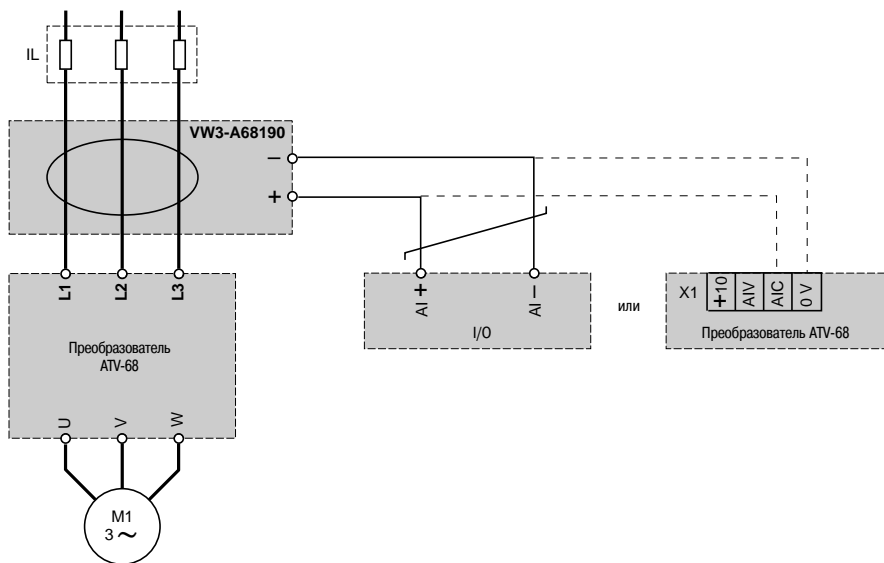 IL
VW3-A68190
−
+
L1 L2 L3
Преобразователь
ATV-68
U V W
M1
3 ~
AI +
AI −
I/O
или
X1
+10
AIV
AIC
0 V
Преобразователь ATV-68